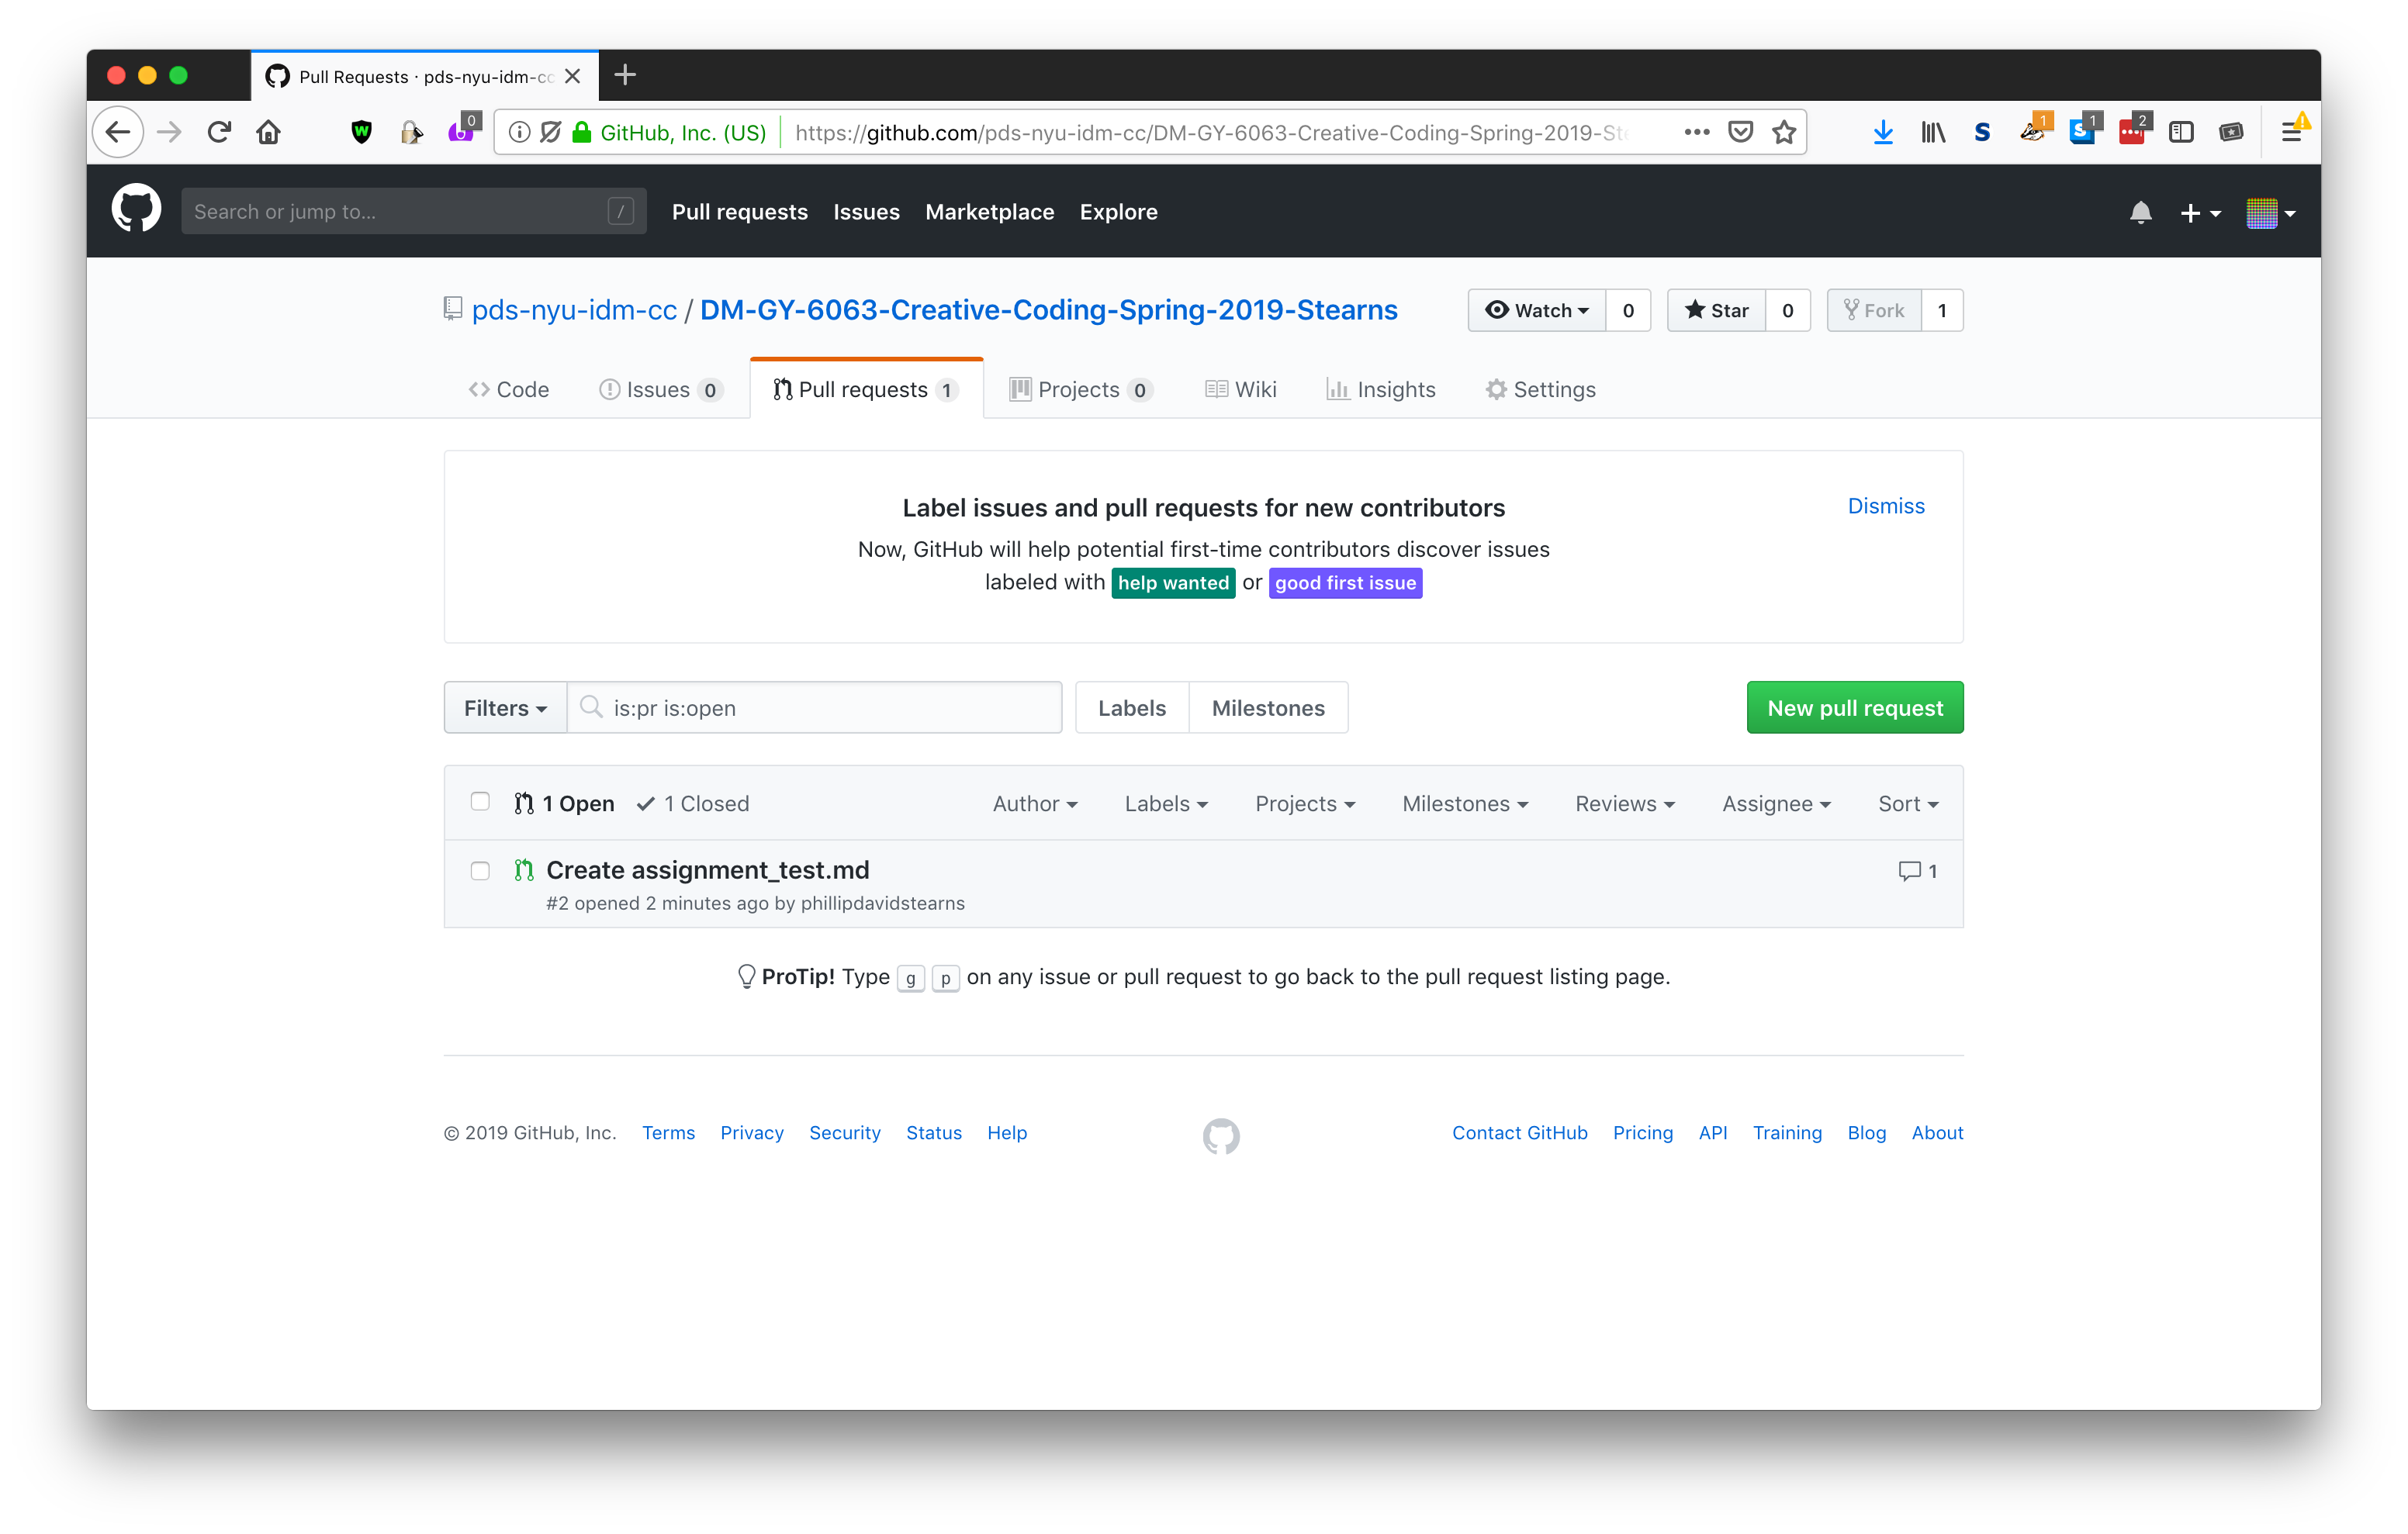 Pull Requests · pds-nyu-idm-cc
0
GitHub, Inc. (US) https://github.com/pds-nyu-idm-cc/DM-GY-6063-Creative-Coding-Spring-2019-St
1 1 2
Search or jump to... /
Pull requests Issues Marketplace Explore
pds-nyu-idm-cc / DM-GY-6063-Creative-Coding-Spring-2019-Stearns
Watch 0 Star 0 Fork 1
Code Issues 0 Pull requests 1 Projects 0 Wiki Insights Settings
Label issues and pull requests for new contributors
Dismiss
Now, GitHub will help potential first-time contributors discover issues
labeled with help wanted or good first issue
Filters is:pr is:open Labels Milestones New pull request
1 Open 1 Closed Author Labels Projects Milestones Reviews Assignee Sort
Create assignment_test.md 1
#2 opened 2 minutes ago by phillipdavidstearns
ProTip! Type g p on any issue or pull request to go back to the pull request listing page.
© 2019 GitHub, Inc. Terms Privacy Security Status Help Contact GitHub Pricing API Training Blog About